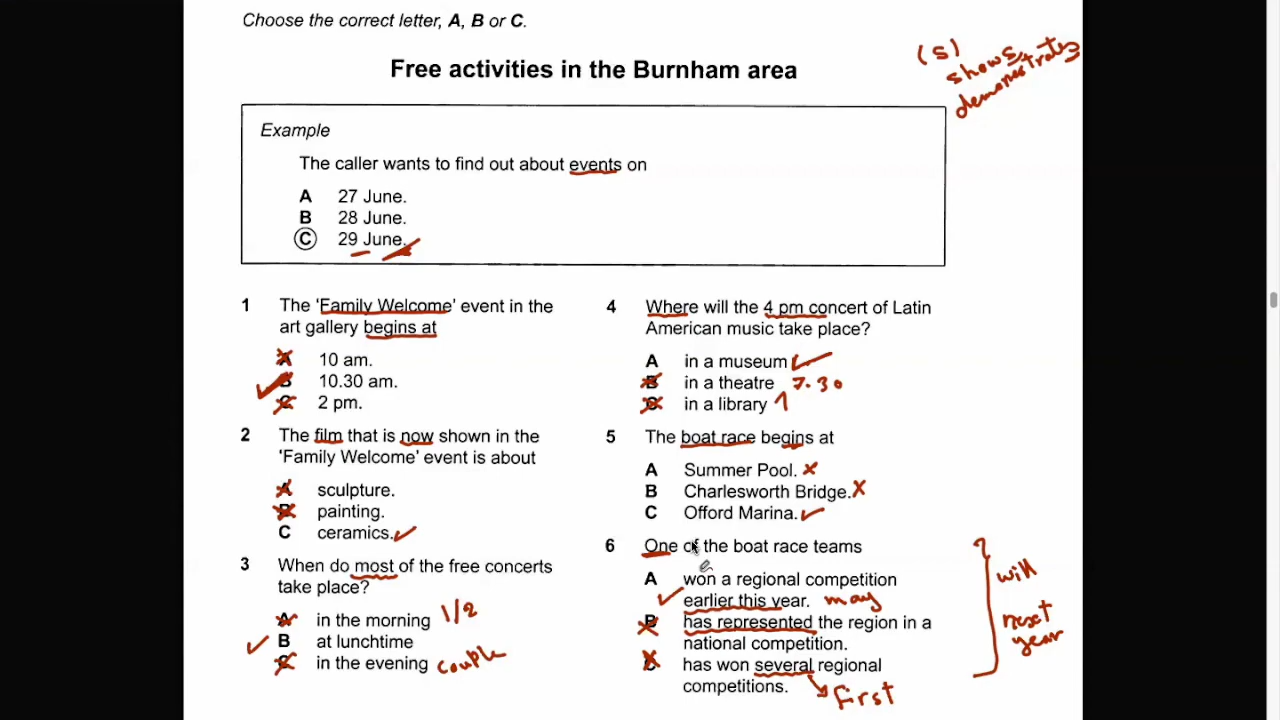 Choose the correct letter, A, B or C.
(s)
shows
demonstrates
Free activities in the Burnham area
Example
The caller wants to find out about events on
A 27 June.
B 28 June.
C 29 June.
1 The 'Family Welcome' event in the
art gallery begins at
A 10 am.
B 10.30 am.
C 2 pm.
2 The film that is now shown in the
'Family Welcome' event is about
A sculpture.
B painting.
C ceramics.
3 When do most of the free concerts
take place?
A in the morning 1/2
B at lunchtime
C in the evening couple
4 Where will the 4 pm concert of Latin
American music take place?
A in a museum
B in a theatre 7.30
C in a library 1
5 The boat race begins at
A Summer Pool.
B Charlesworth Bridge.
C Offord Marina.
6 One of the boat race teams
A won a regional competition
earlier this year. may
B has represented the region in a
national competition.
C has won several regional
competitions. first
will
next
year